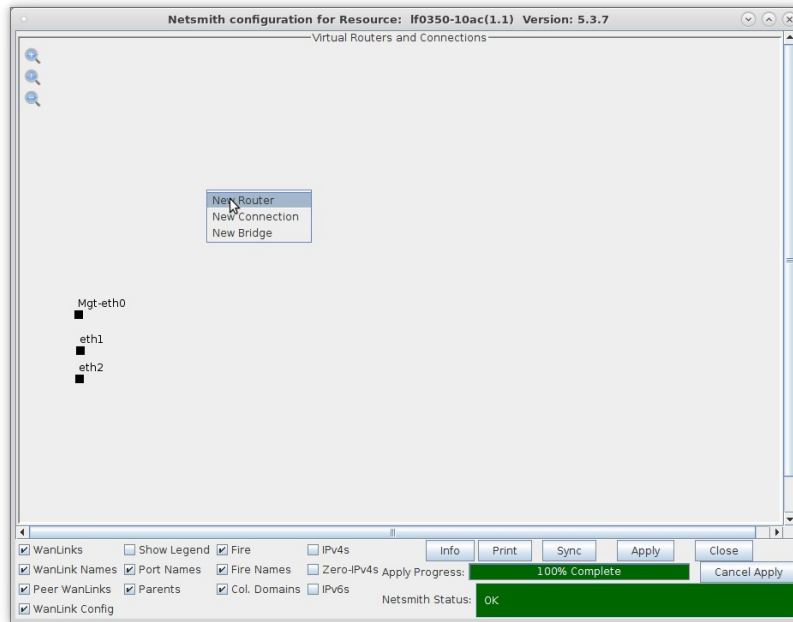 Netsmith configuration for Resource: lf0350-10ac(1.1) Version: 5.3.7
Virtual Routers and Connections
New Router
New Connection
New Bridge
Mgt-eth0
eth1
eth2
WanLinks Show Legend Fire IPv4s Info Print Sync Apply Close
WanLink Names Port Names Fire Names Zero-IPv4s Apply Progress: 100% Complete Cancel Apply
Peer WanLinks Parents Col. Domains IPv6s Netsmith Status: OK
WanLink Config